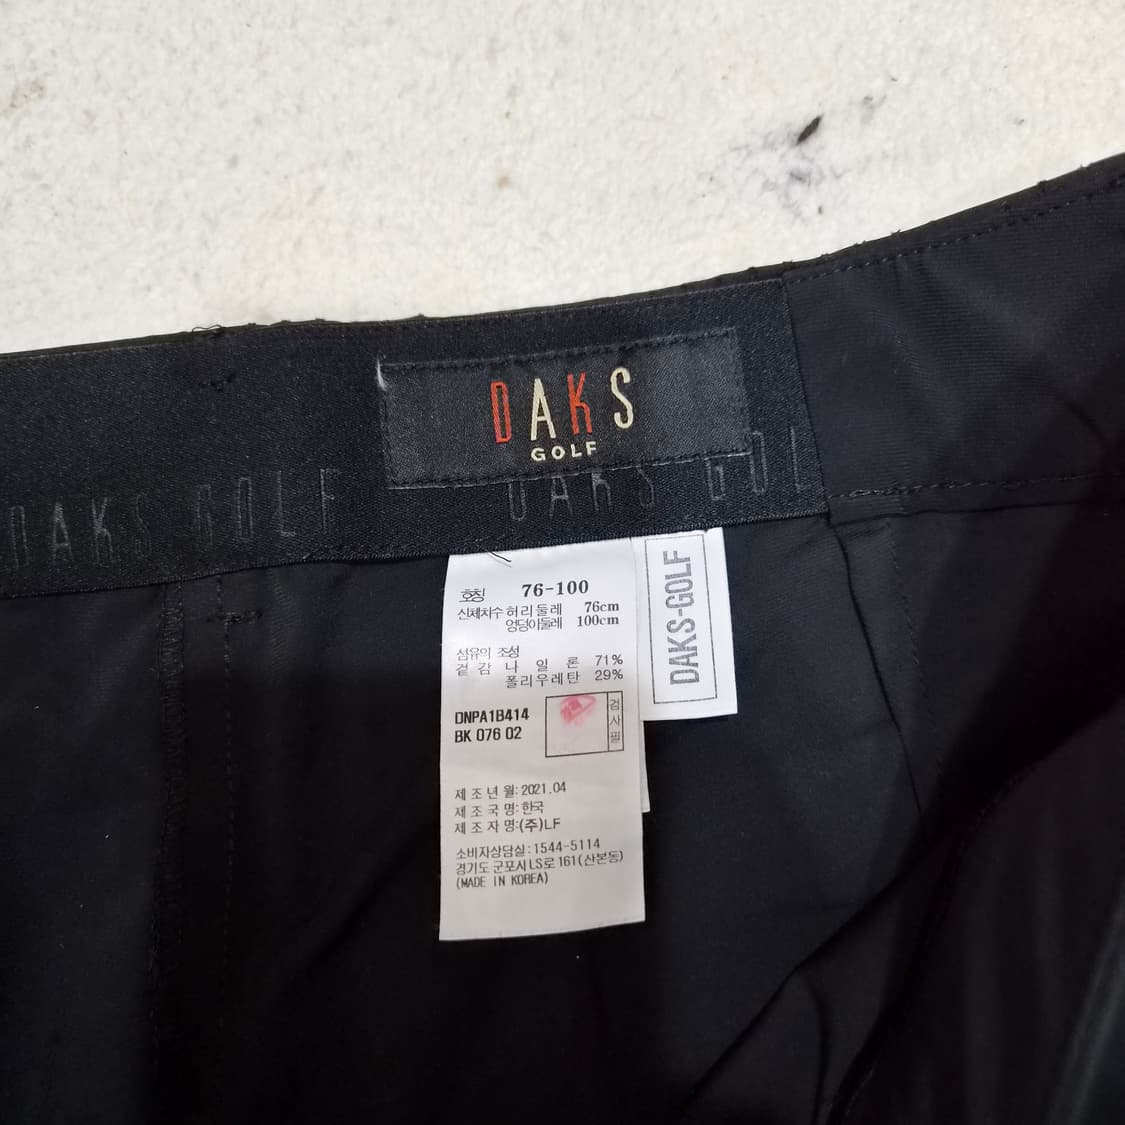 DAKS
GOLF
DAKS GOLF DAKS GOL
호칭 76-100
신체치수 허리둘레 76cm
엉덩이둘레 100cm
섬유의 조성
겉감 나일론 71%
폴리우레탄 29%
DNPA1B414
BK 076 02
검사필
제조년월:2021.04
제조국명:한국
제조자명:(주)LF
소비자상담실:1544-5114
경기도 군포시 LS로 161(산본동)
(MADE IN KOREA)
DAKS-GOLF